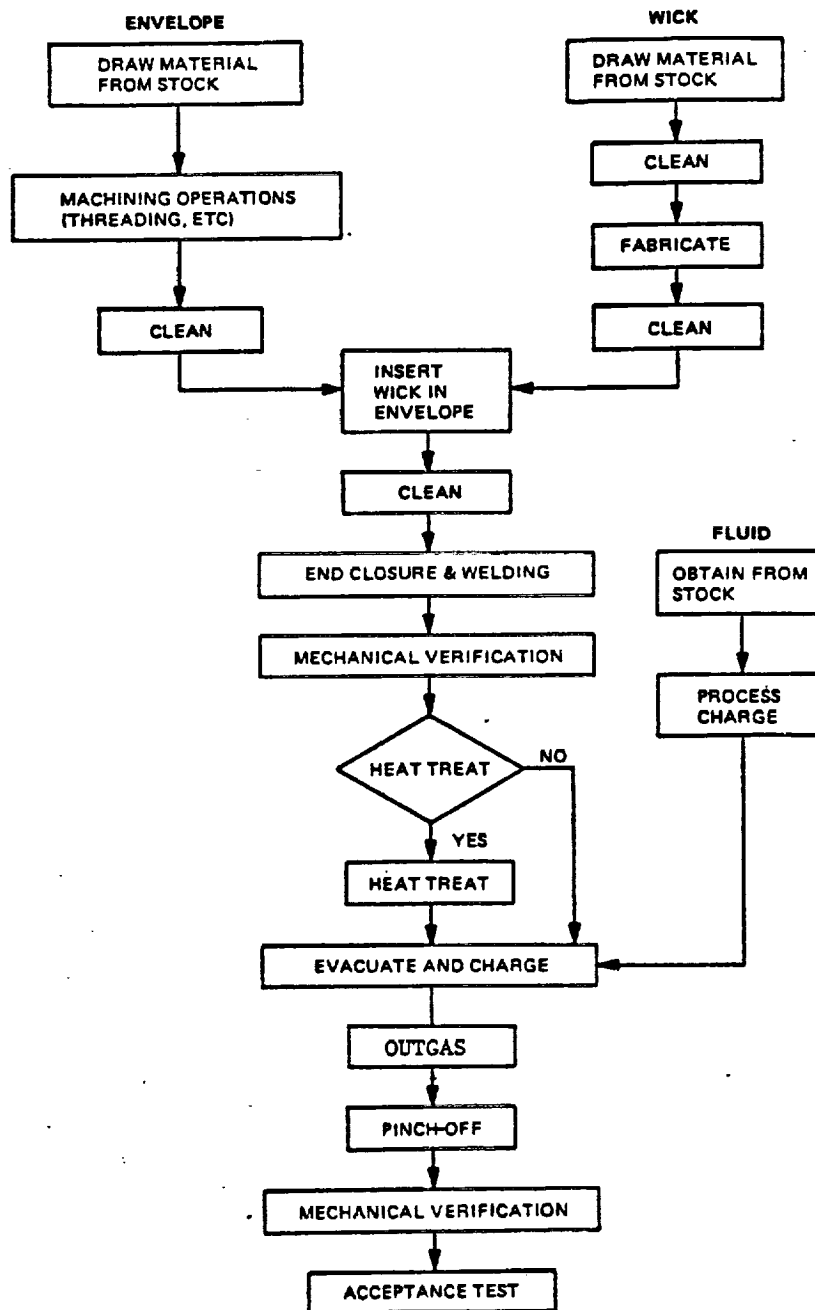 ENVELOPE
DRAW MATERIAL
FROM STOCK
MACHINING OPERATIONS
(THREADING, ETC)
CLEAN
WICK
DRAW MATERIAL
FROM STOCK
CLEAN
FABRICATE
CLEAN
INSERT
WICK IN
ENVELOPE
CLEAN
END CLOSURE & WELDING
MECHANICAL VERIFICATION
HEAT TREAT
NO
YES
HEAT TREAT
FLUID
OBTAIN FROM
STOCK
PROCESS
CHARGE
EVACUATE AND CHARGE
OUTGAS
PINCH-OFF
MECHANICAL VERIFICATION
ACCEPTANCE TEST